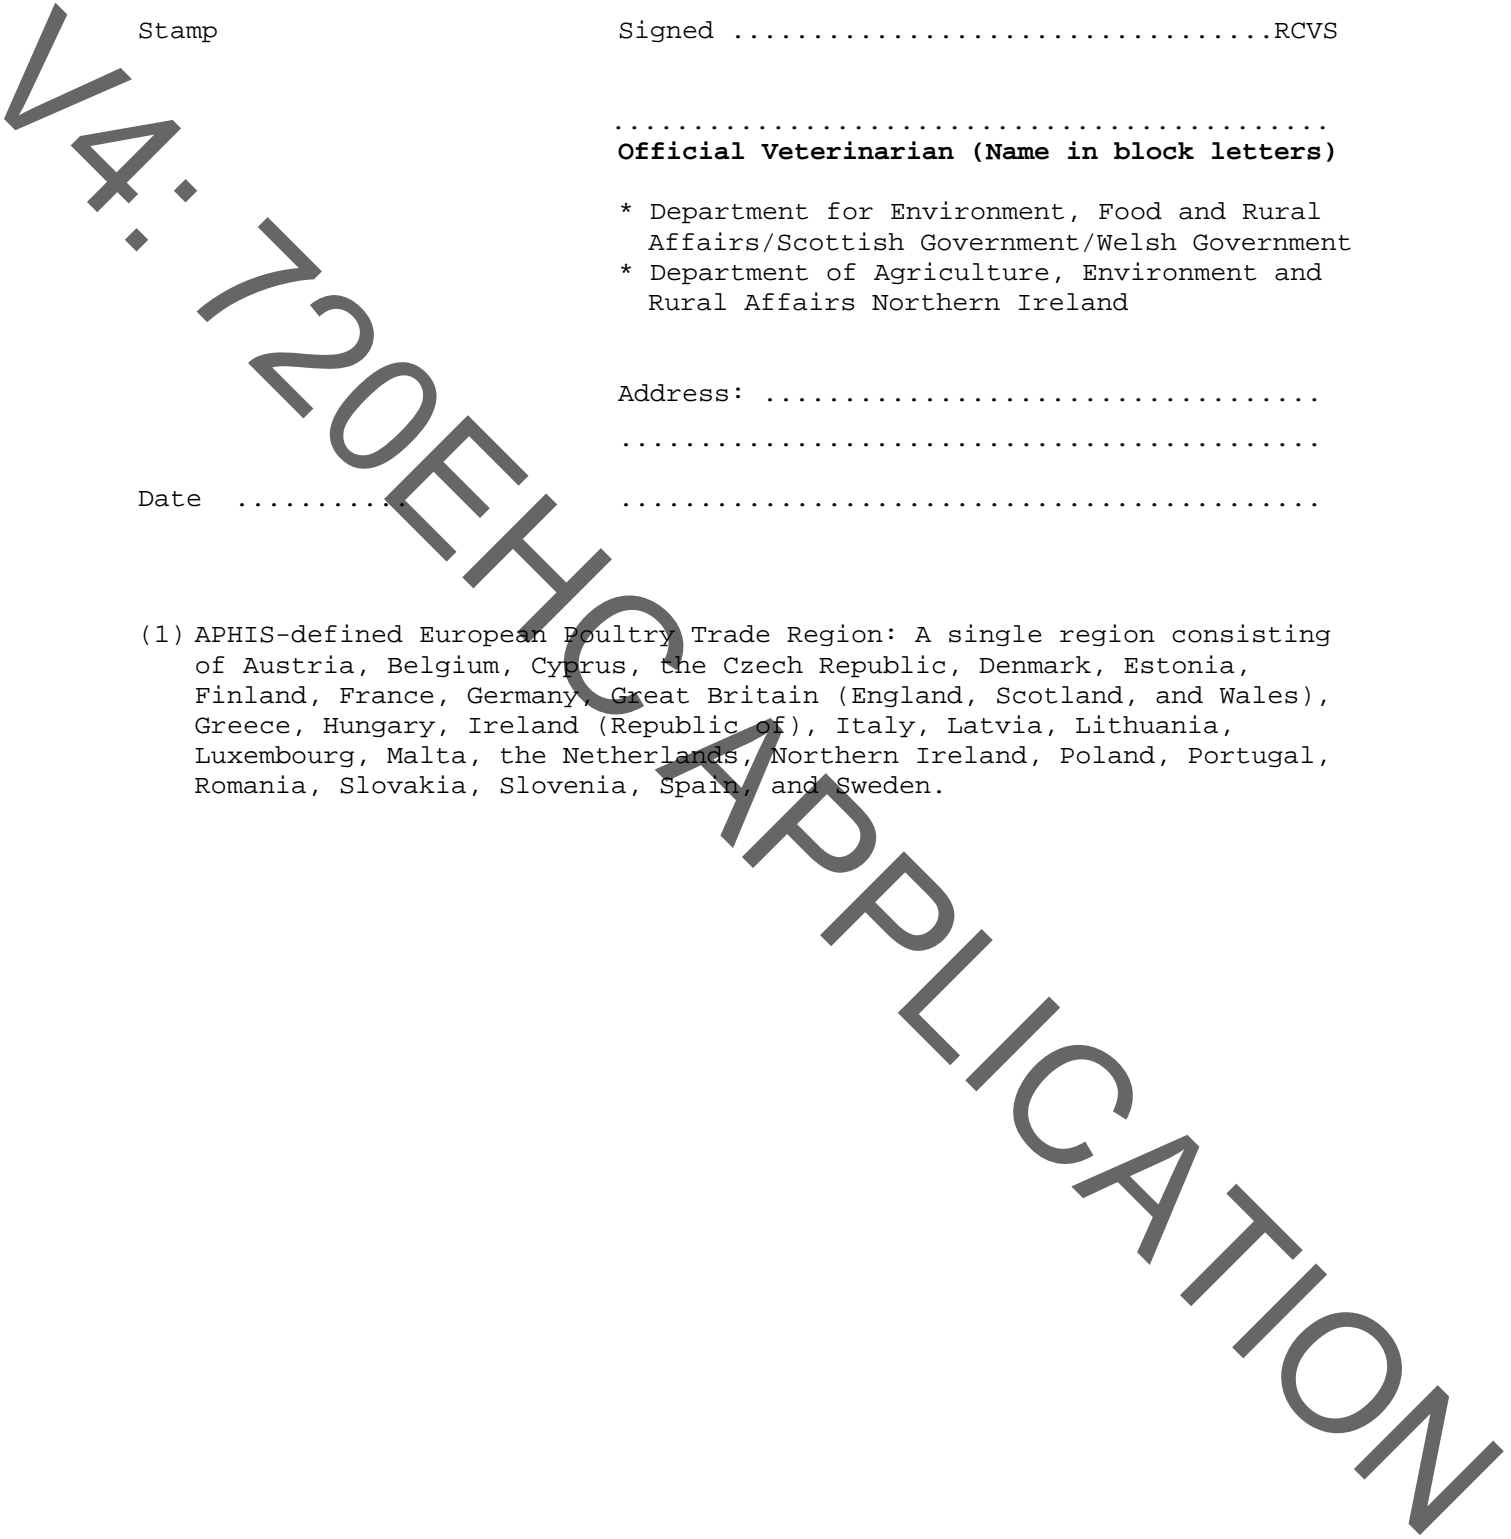 Stamp Signed ..................................RCVS
.............................................
Official Veterinarian (Name in block letters)
* Department for Environment, Food and Rural
Affairs/Scottish Government/Welsh Government
* Department of Agriculture, Environment and
Rural Affairs Northern Ireland
Address: ...................................
............................................
Date ........... ............................................
(1) APHIS-defined European Poultry Trade Region: A single region consisting
of Austria, Belgium, Cyprus, the Czech Republic, Denmark, Estonia,
Finland, France, Germany, Great Britain (England, Scotland, and Wales),
Greece, Hungary, Ireland (Republic of), Italy, Latvia, Lithuania,
Luxembourg, Malta, the Netherlands, Northern Ireland, Poland, Portugal,
Romania, Slovakia, Slovenia, Spain, and Sweden.
V4: 720EHC APPLICATION